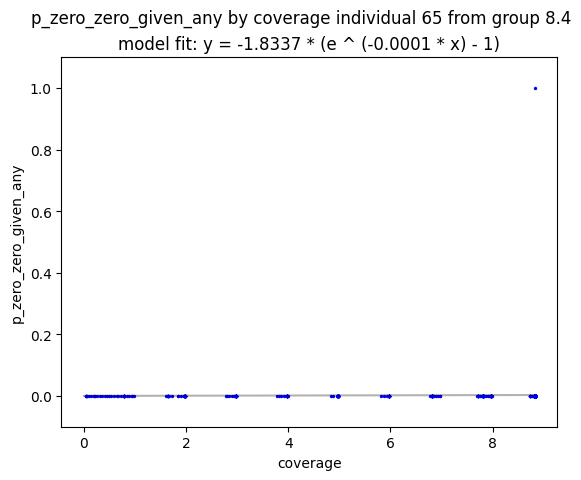 p_zero_zero_given_any by coverage individual 65 from group 8.4
model fit: y = -1.8337 * (e ^ (-0.0001 * x) - 1)
1.0
0.8
0.6
0.4
0.2
0.0
p_zero_zero_given_any
0 2 4 6 8
coverage